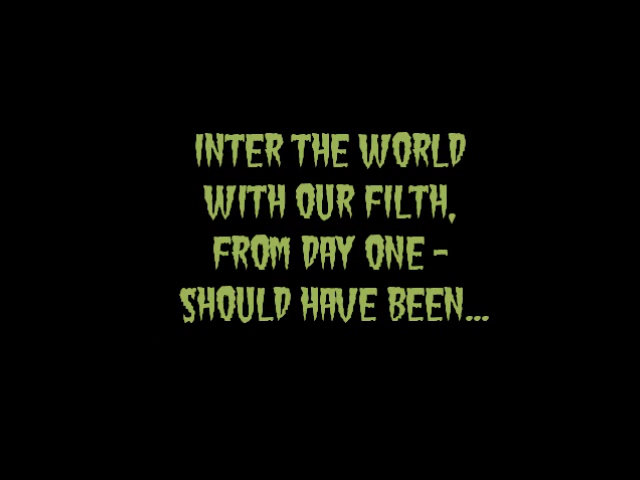 INTER THE WORLD
WITH OUR FILTH,
FROM DAY ONE -
SHOULD HAVE BEEN...